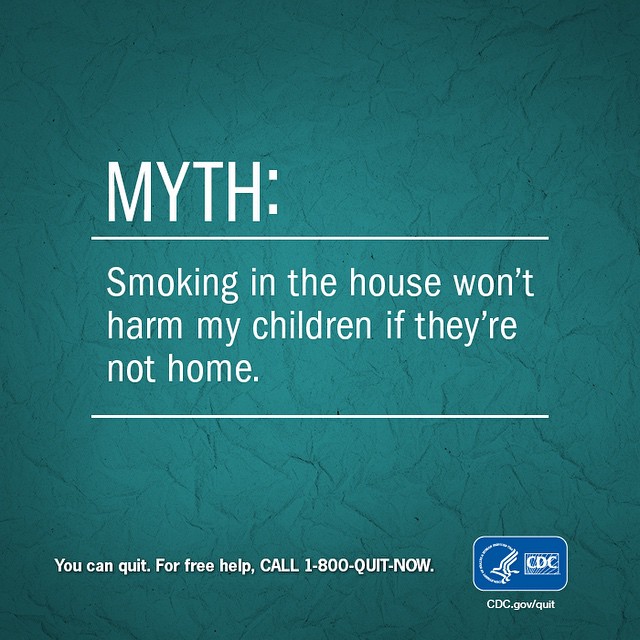 MYTH:
Smoking in the house won't
harm my children if they're
not home.
You can quit. For free help, CALL 1-800-QUIT-NOW.
CDC
CDC.gov/quit